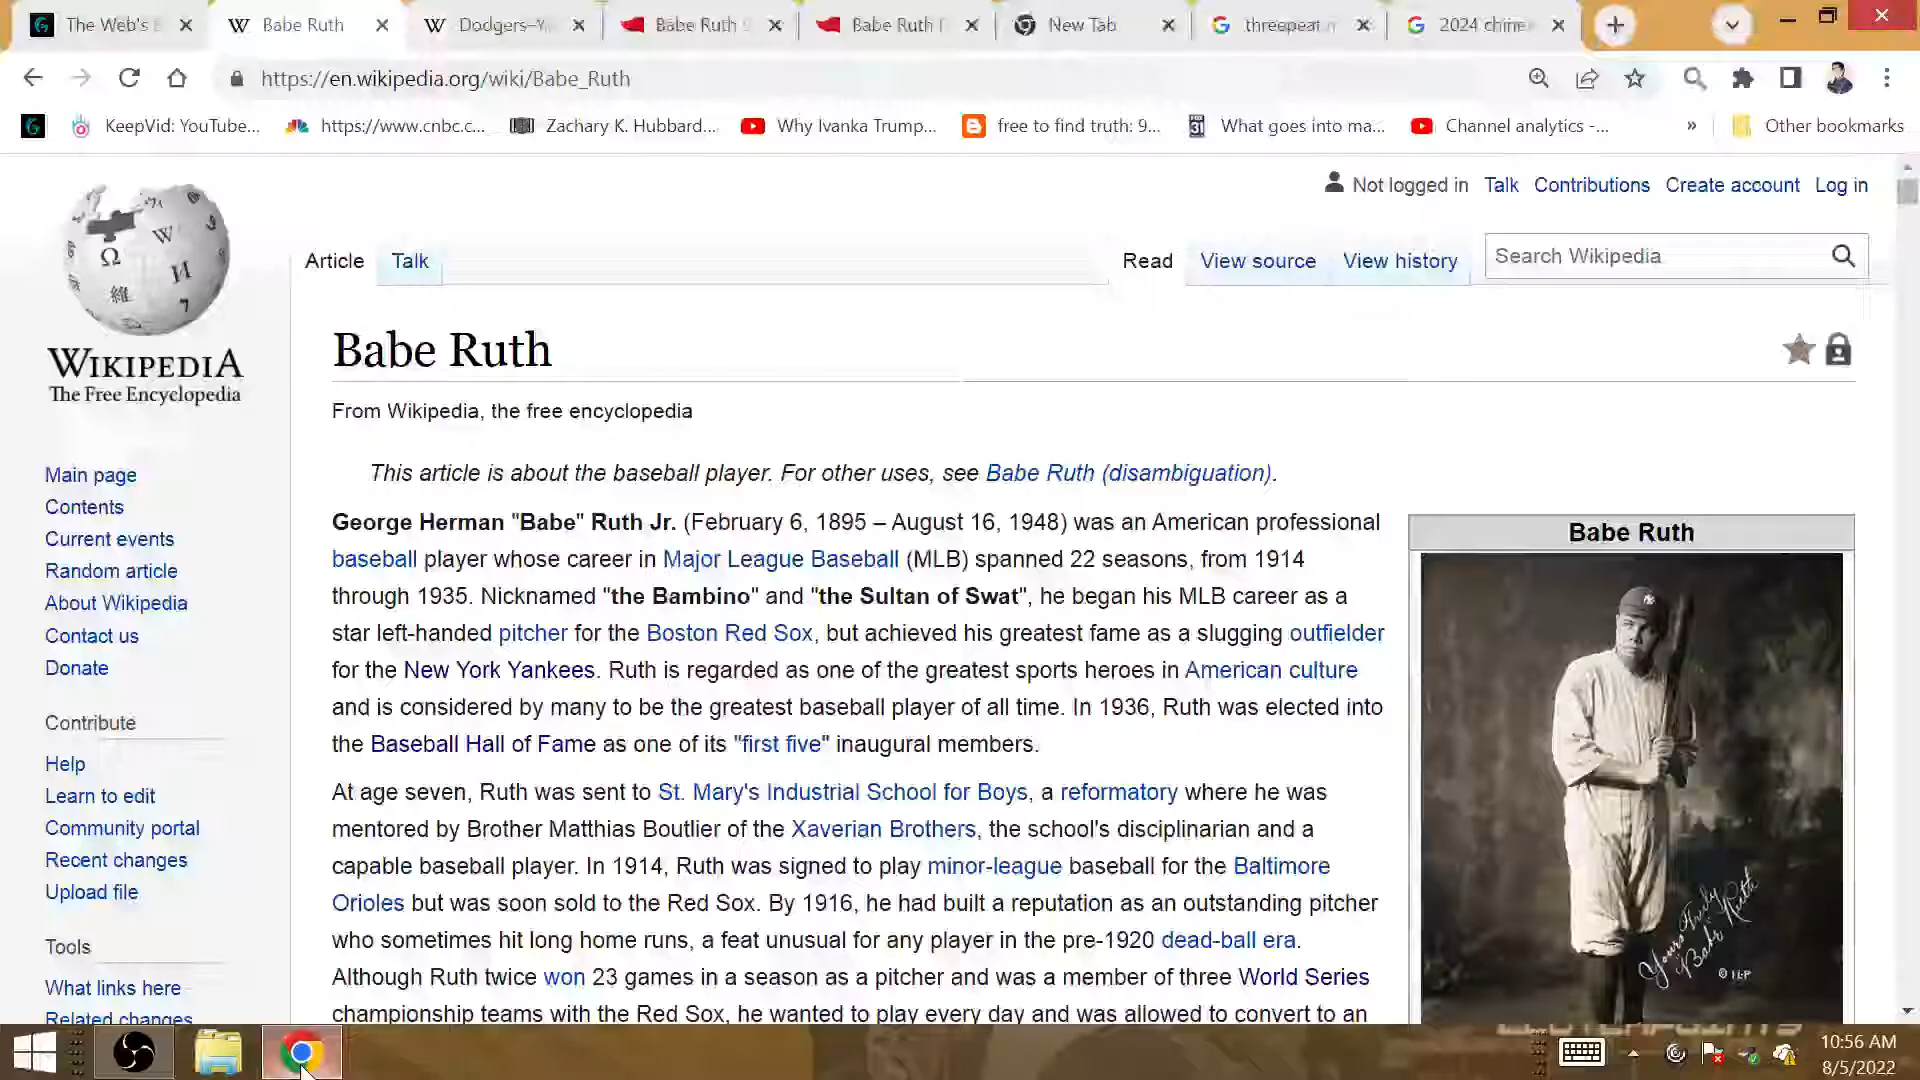 The Web's E
Babe Ruth
Dodgers–Y
Babe Ruth S
Babe Ruth I
New Tab
threepeat n
2024 chine
https://en.wikipedia.org/wiki/Babe_Ruth
KeepVid: YouTube...
https://www.cnbc.c...
Zachary K. Hubbard...
Why Ivanka Trump...
free to find truth: 9...
What goes into ma...
Channel analytics -...
»
Other bookmarks
Not logged in
Talk
Contributions
Create account
Log in
WIKIPEDIA
The Free Encyclopedia
Article
Talk
Read
View source
View history
Search Wikipedia
Babe Ruth
From Wikipedia, the free encyclopedia
This article is about the baseball player. For other uses, see Babe Ruth (disambiguation).
George Herman "Babe" Ruth Jr. (February 6, 1895 – August 16, 1948) was an American professional
baseball player whose career in Major League Baseball (MLB) spanned 22 seasons, from 1914
through 1935. Nicknamed "the Bambino" and "the Sultan of Swat", he began his MLB career as a
star left-handed pitcher for the Boston Red Sox, but achieved his greatest fame as a slugging outfielder
for the New York Yankees. Ruth is regarded as one of the greatest sports heroes in American culture
and is considered by many to be the greatest baseball player of all time. In 1936, Ruth was elected into
the Baseball Hall of Fame as one of its "first five" inaugural members.
At age seven, Ruth was sent to St. Mary's Industrial School for Boys, a reformatory where he was
mentored by Brother Matthias Boutlier of the Xaverian Brothers, the school's disciplinarian and a
capable baseball player. In 1914, Ruth was signed to play minor-league baseball for the Baltimore
Orioles but was soon sold to the Red Sox. By 1916, he had built a reputation as an outstanding pitcher
who sometimes hit long home runs, a feat unusual for any player in the pre-1920 dead-ball era.
Although Ruth twice won 23 games in a season as a pitcher and was a member of three World Series
championship teams with the Red Sox, he wanted to play every day and was allowed to convert to an
Babe Ruth
Yours Truly
"Babe" Ruth
Main page
Contents
Current events
Random article
About Wikipedia
Contact us
Donate
Contribute
Help
Learn to edit
Community portal
Recent changes
Upload file
Tools
What links here
Related changes
10:56 AM
8/5/2022